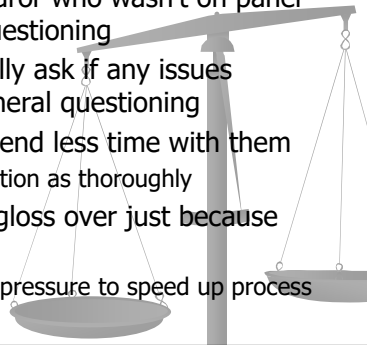 juror who wasn't on panel
uestioning
lly ask if any issues
neral questioning
end less time with them
tion as thoroughly
gloss over just because
pressure to speed up process